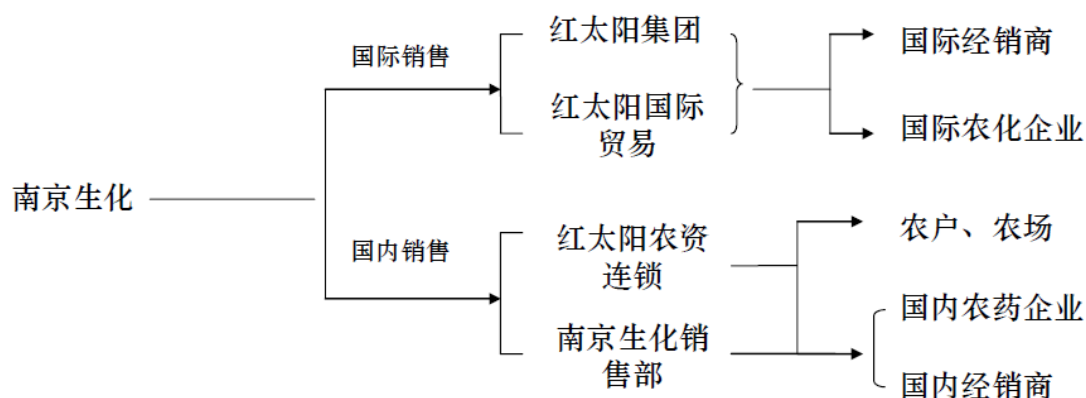 南京生化
国际销售
红太阳集团
红太阳国际
贸易
国际经销商
国际农化企业
国内销售
红太阳农资
连锁
南京生化销
售部
农户、农场
国内农药企业
国内经销商